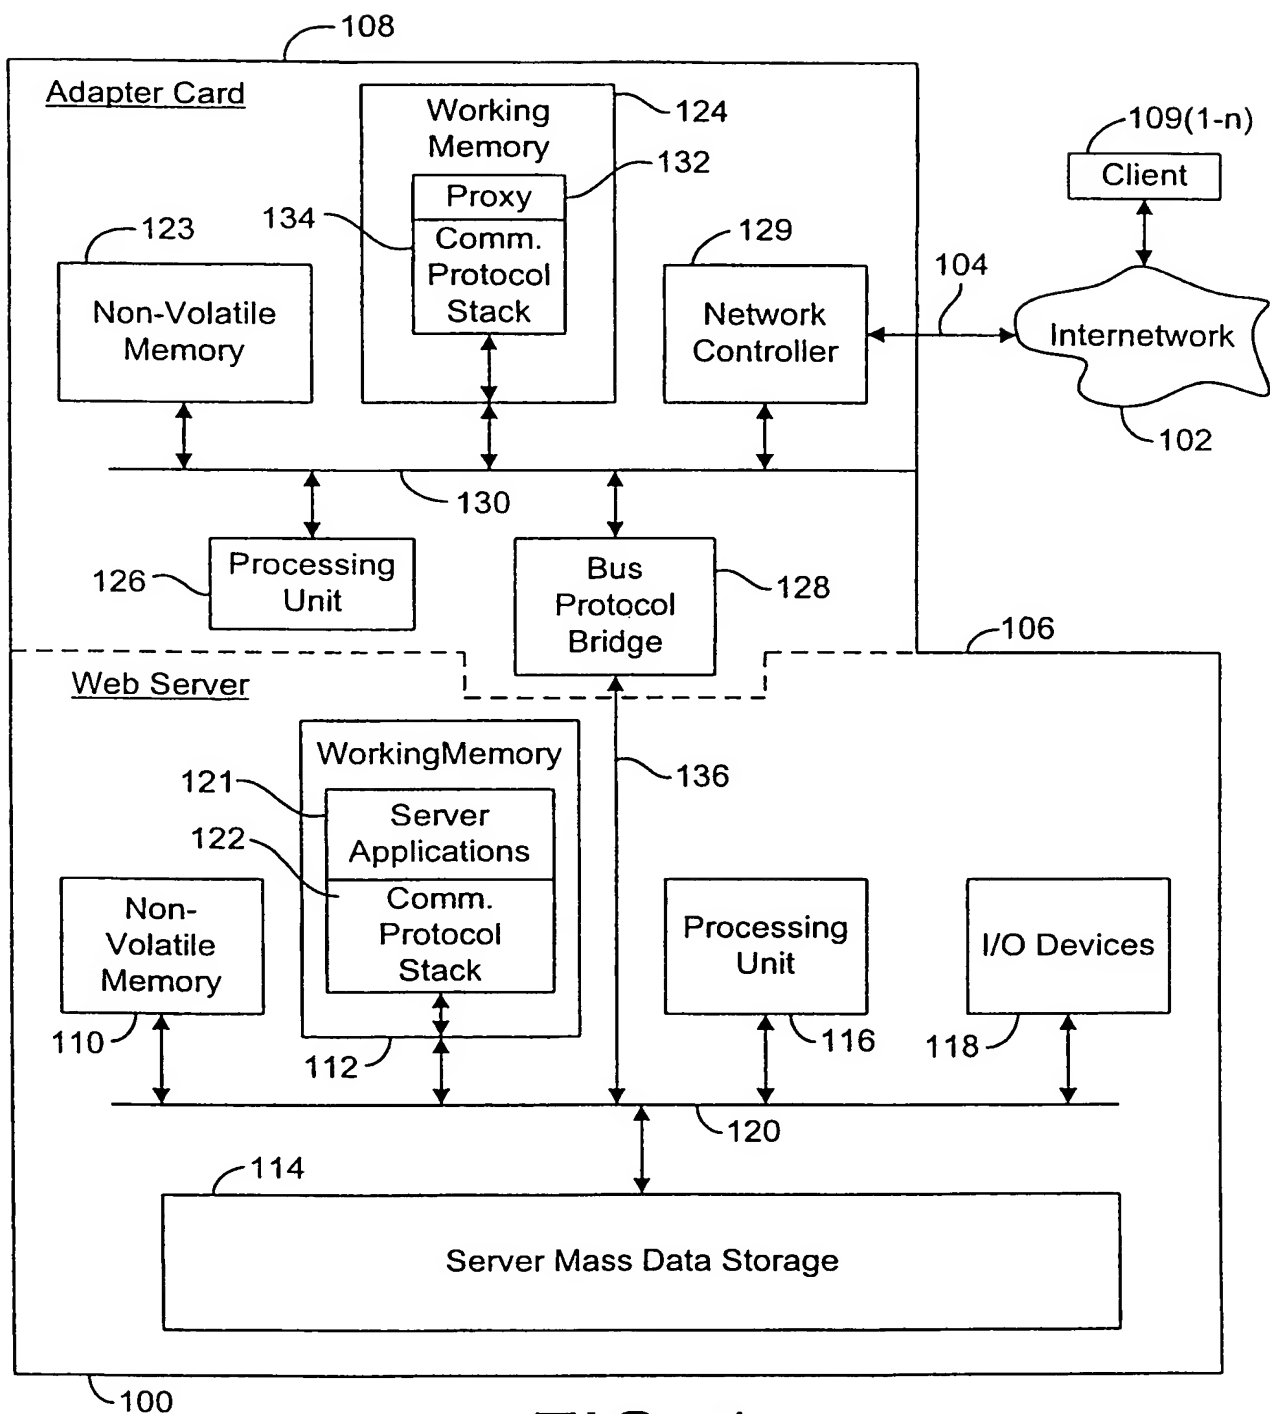 108
Adapter Card
Working
Memory
124
109(1-n)
132
Client
Proxy
134
123
Comm.
Protocol
Stack
129
104
Non-Volatile
Memory
Network
Controller
Internetwork
102
130
Processing
Unit
126
Bus
Protocol
Bridge
128
106
Web Server
WorkingMemory
136
121
Server
Applications
122
Comm.
Protocol
Stack
Non-
Volatile
Memory
Processing
Unit
I/O Devices
110
112
116
118
120
114
Server Mass Data Storage
100